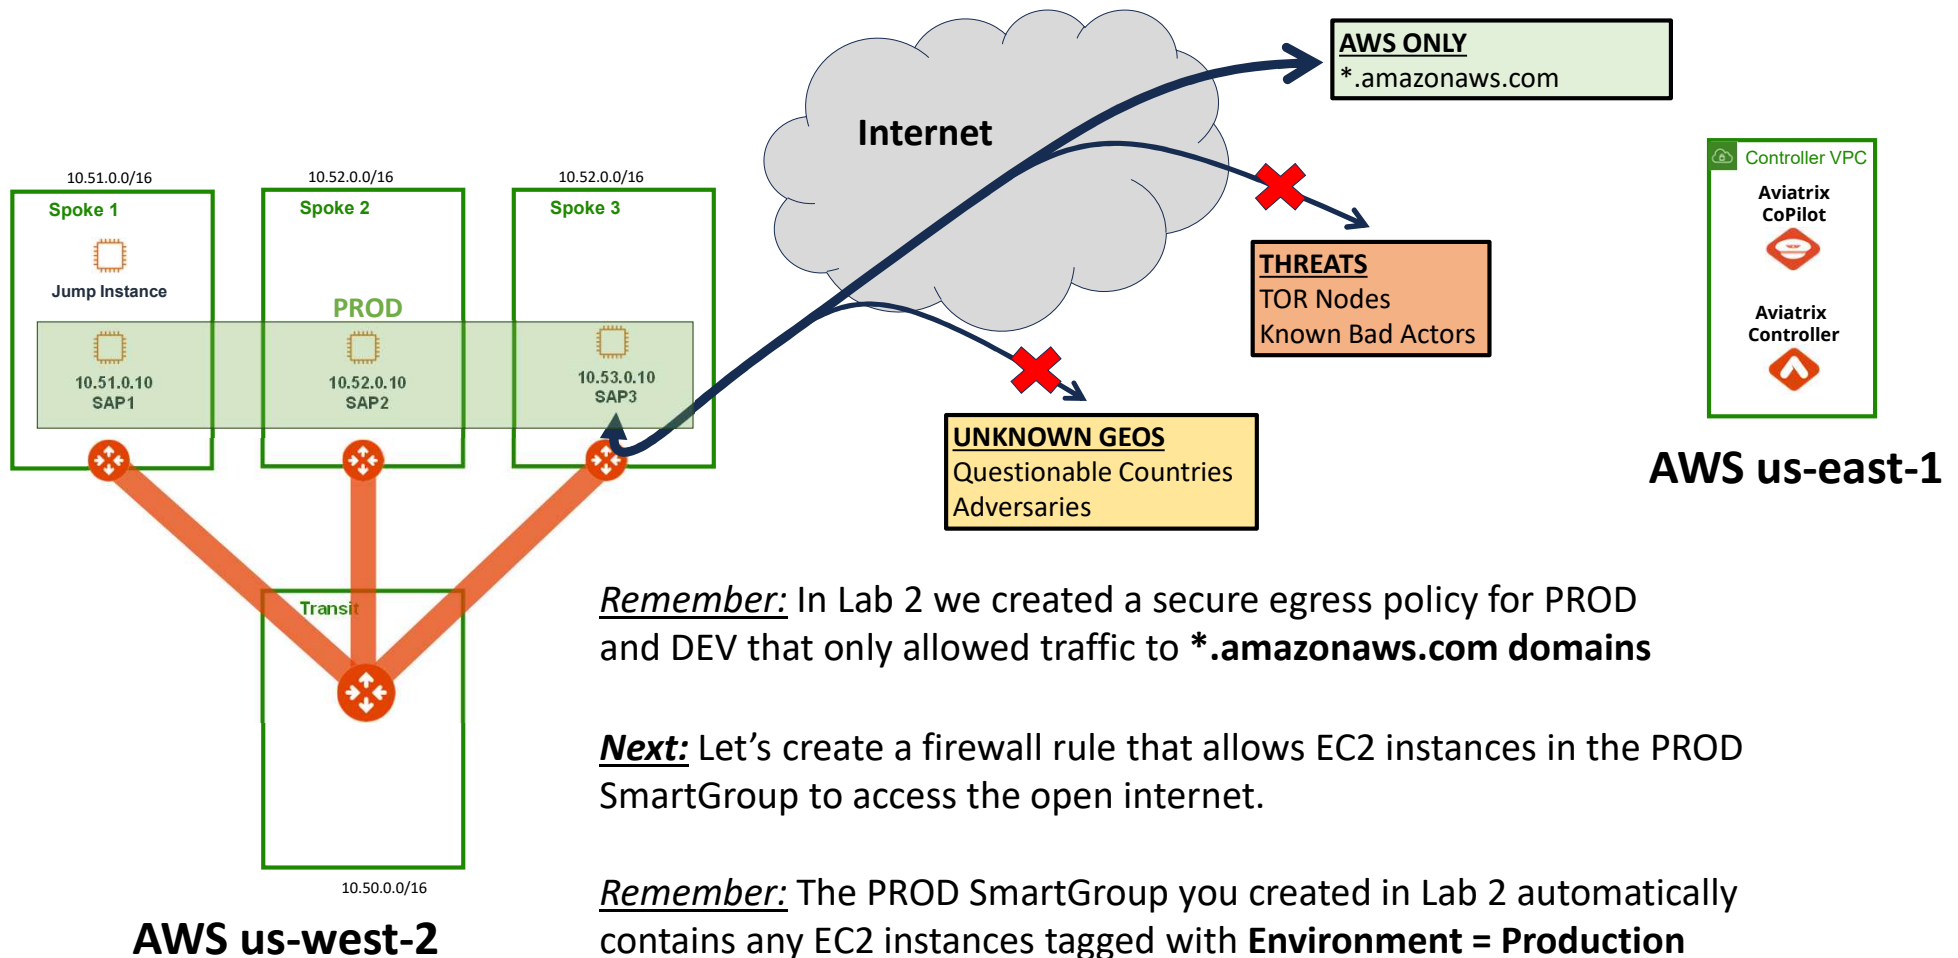 AWS ONLY
*.amazonaws.com
Internet
Controller VPC
Aviatrix
CoPilot
Aviatrix
Controller
AWS us-east-1
10.51.0.0/16
10.52.0.0/16
10.52.0.0/16
Spoke 1
Spoke 2
Spoke 3
Jump Instance
PROD
10.51.0.10
SAP1
10.52.0.10
SAP2
10.53.0.10
SAP3
THREATS
TOR Nodes
Known Bad Actors
UNKNOWN GEOS
Questionable Countries
Adversaries
Transit
10.50.0.0/16
AWS us-west-2
Remember: In Lab 2 we created a secure egress policy for PROD
and DEV that only allowed traffic to *.amazonaws.com domains
Next: Let’s create a firewall rule that allows EC2 instances in the PROD
SmartGroup to access the open internet.
Remember: The PROD SmartGroup you created in Lab 2 automatically
contains any EC2 instances tagged with Environment = Production